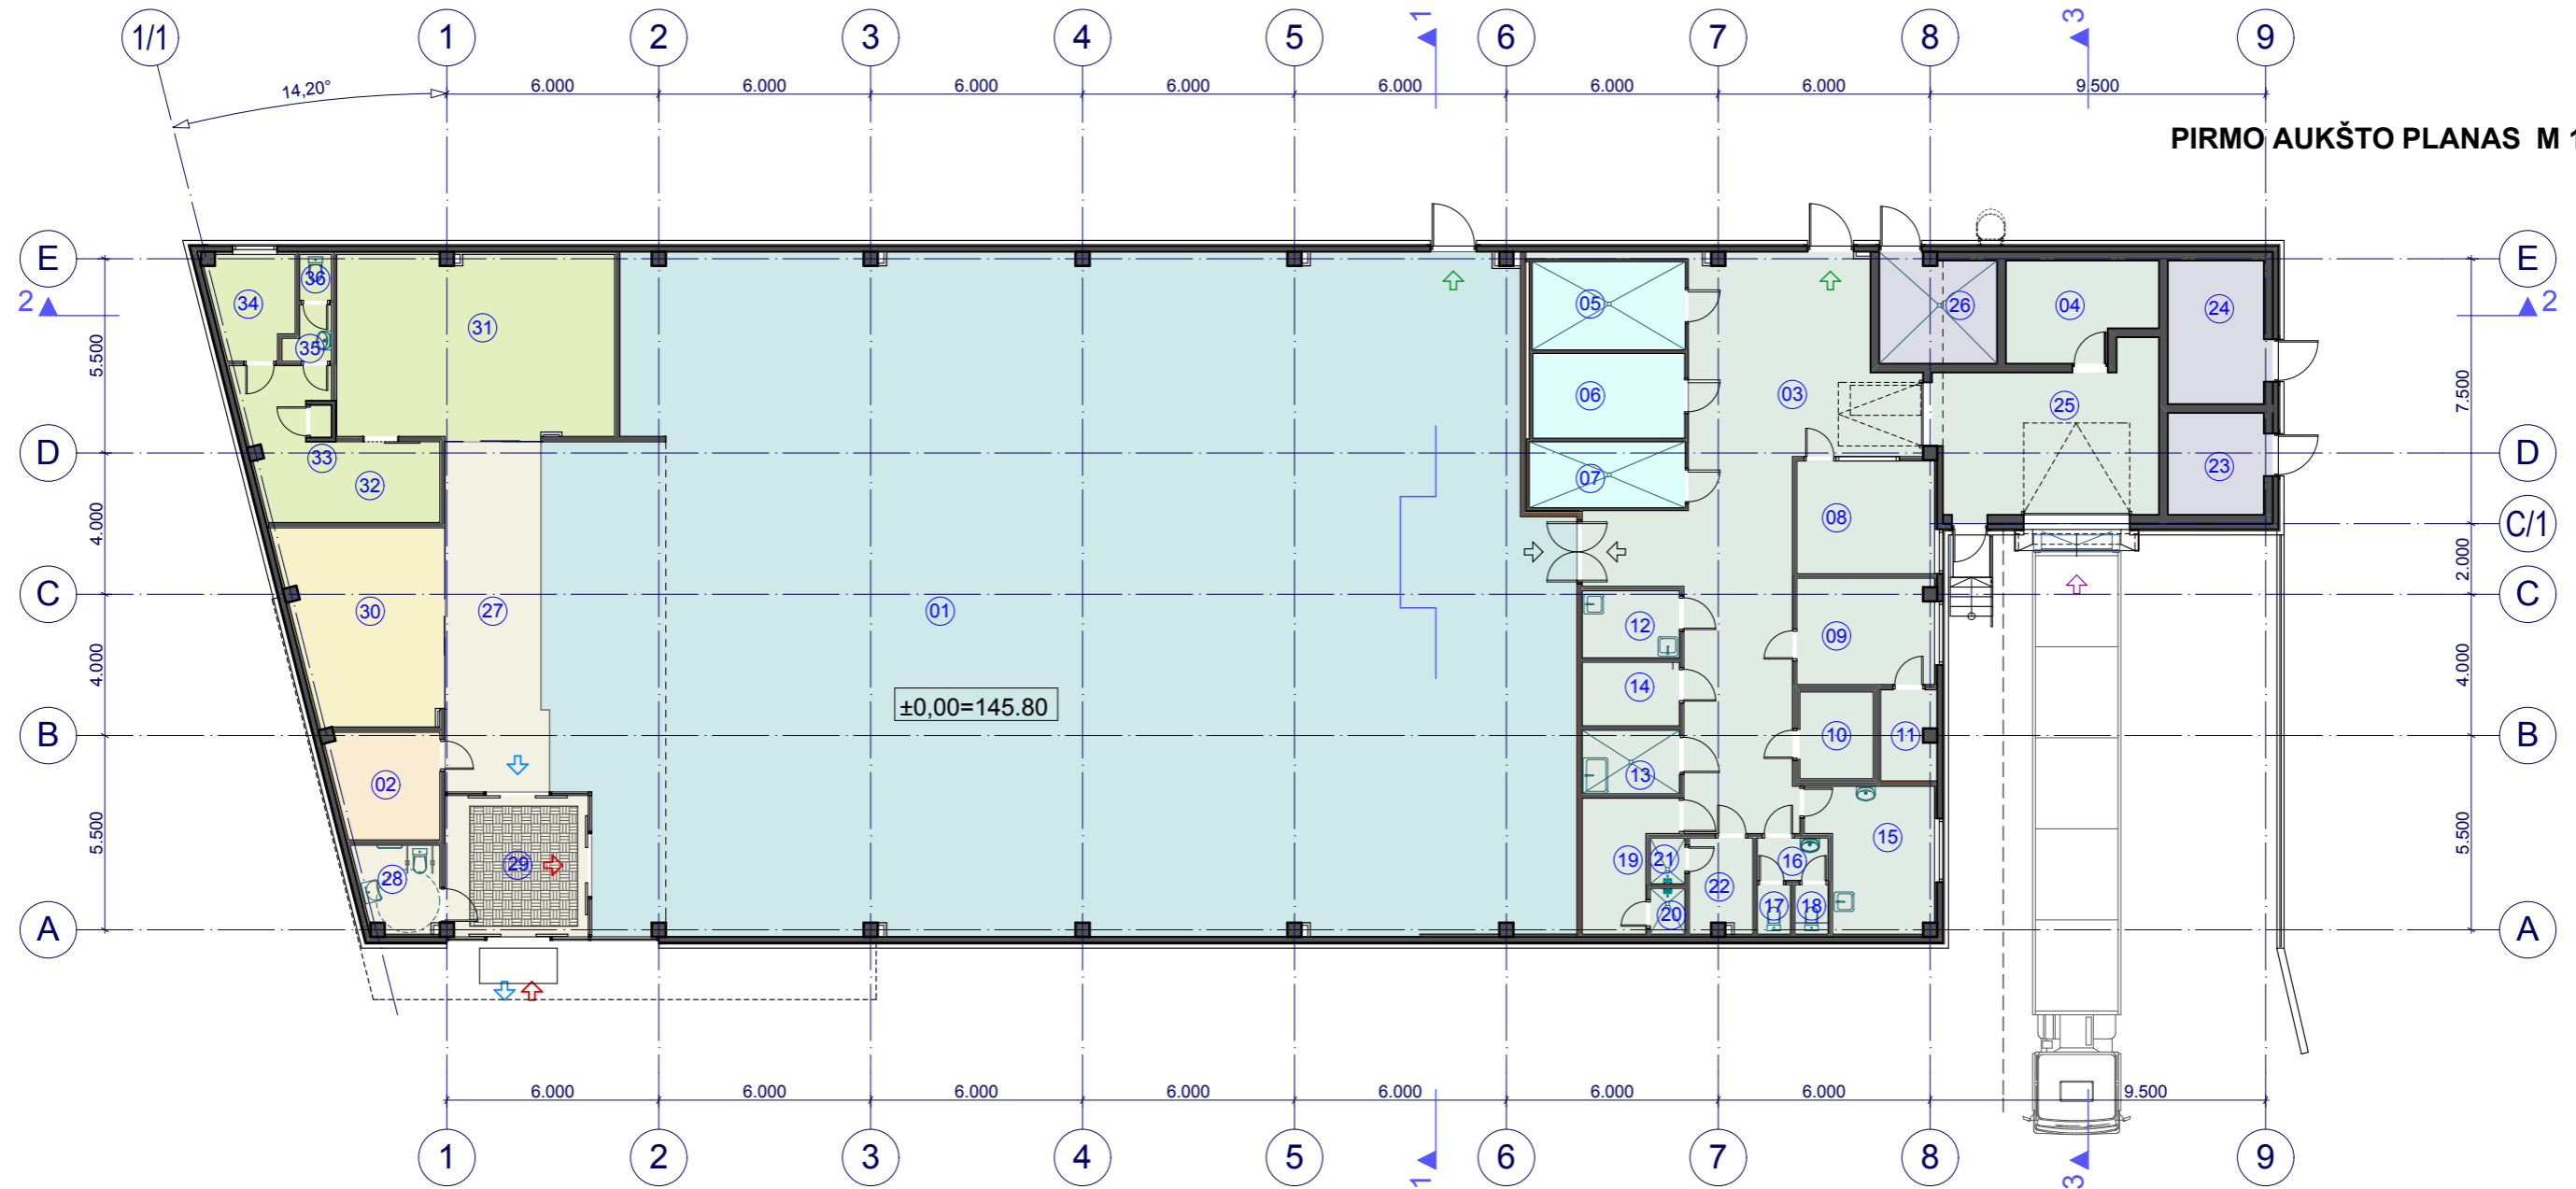 1/1 1 2 3 4 5 1 6 7 8 3 9
14,20° 6.000 6.000 6.000 6.000 6.000 6.000 6.000 9.500
PIRMO AUKŠTO PLANAS M 1
E E
2 2
36 34 31 35 05 26 04 24
5.500 06 03 25 7.500
D D
33 32 07 08 23
4.000 C/1
2.000
C C
30 27 01 12 09
4.000 14 4.000
±0,00=145.80
B B
10 11
02 13
5.500 5.500
29 28 19 21 16 15
22 20 17 18
A A
6.000 6.000 6.000 6.000 6.000 6.000 6.000 9.500
1 2 3 4 5 1 6 7 8 3 9